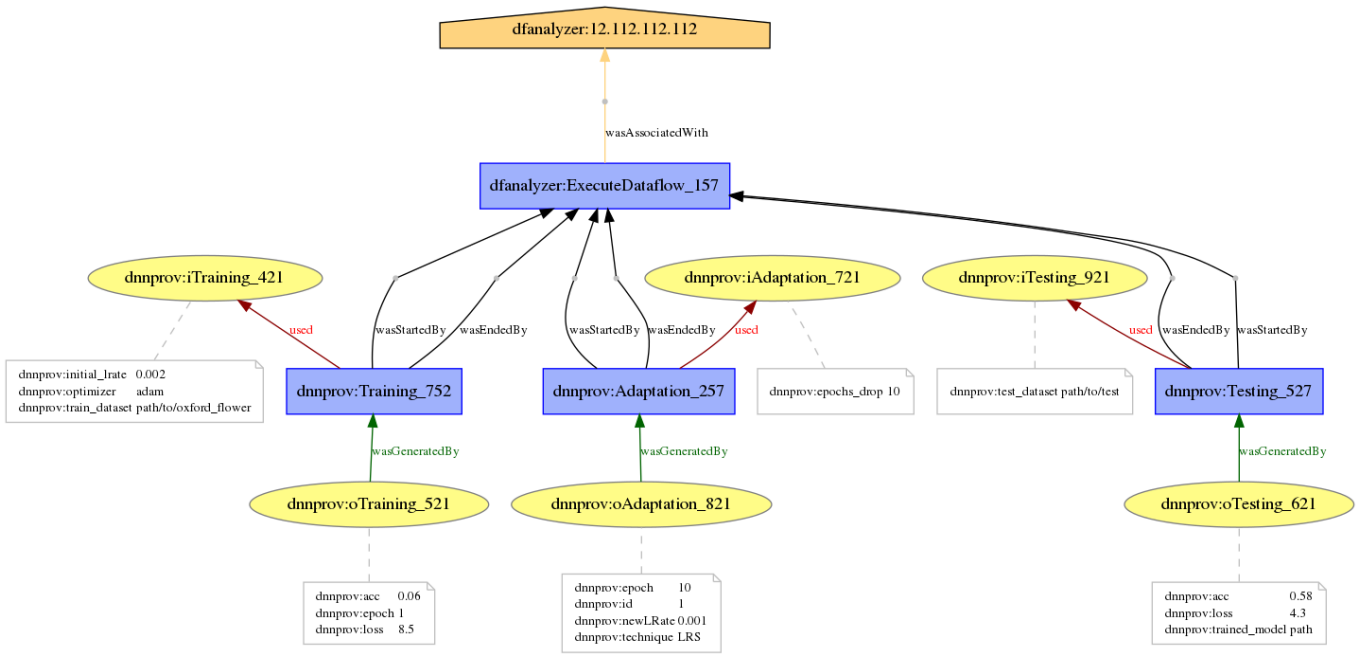 dfanalyzer:12.112.112.112
wasAssociatedWith
dfanalyzer:ExecuteDataflow_157
dnnprov:iTraining_421
dnnprov:iAdaptation_721
dnnprov:iTesting_921
used
wasStartedBy
wasEndedBy
wasStartedBy
wasEndedBy
used
used
wasEndedBy
wasStartedBy
dnnprov:initial_lrate 0.002
dnnprov:optimizer adam
dnnprov:train_dataset path/to/oxford_flower
dnnprov:Training_752
dnnprov:Adaptation_257
dnnprov:epochs_drop 10
dnnprov:test_dataset path/to/test
dnnprov:Testing_527
wasGeneratedBy
wasGeneratedBy
wasGeneratedBy
dnnprov:oTraining_521
dnnprov:oAdaptation_821
dnnprov:oTesting_621
dnnprov:acc 0.06
dnnprov:epoch 1
dnnprov:loss 8.5
dnnprov:epoch 10
dnnprov:id 1
dnnprov:newLRate 0.001
dnnprov:technique LRS
dnnprov:acc 0.58
dnnprov:loss 4.3
dnnprov:trained_model path